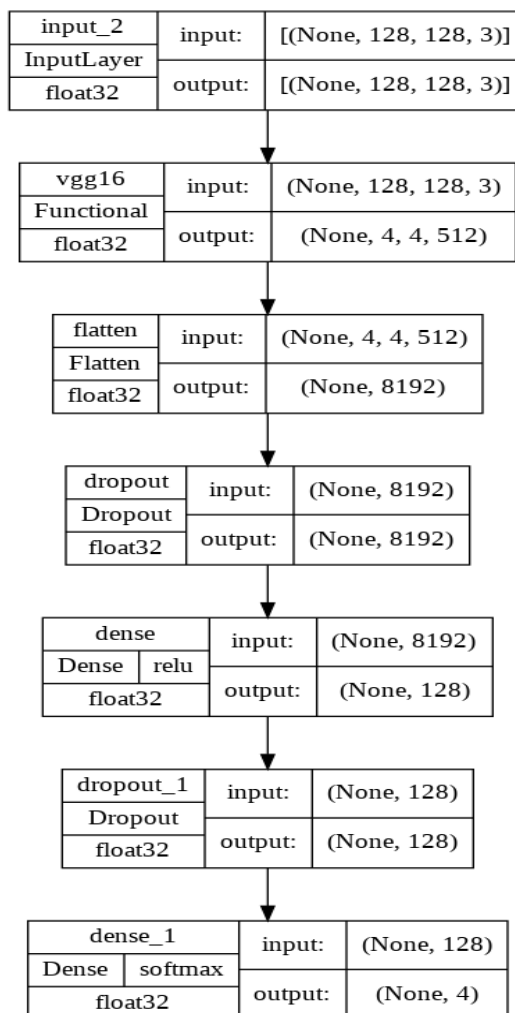 input_2
InputLayer
float32
input:
[(None, 128, 128, 3)]
output:
[(None, 128, 128, 3)]
vgg16
Functional
float32
input:
(None, 128, 128, 3)
output:
(None, 4, 4, 512)
flatten
Flatten
float32
input:
(None, 4, 4, 512)
output:
(None, 8192)
dropout
Dropout
float32
input:
(None, 8192)
output:
(None, 8192)
dense
Dense relu
float32
input:
(None, 8192)
output:
(None, 128)
dropout_1
Dropout
float32
input:
(None, 128)
output:
(None, 128)
dense_1
Dense softmax
float32
input:
(None, 128)
output:
(None, 4)